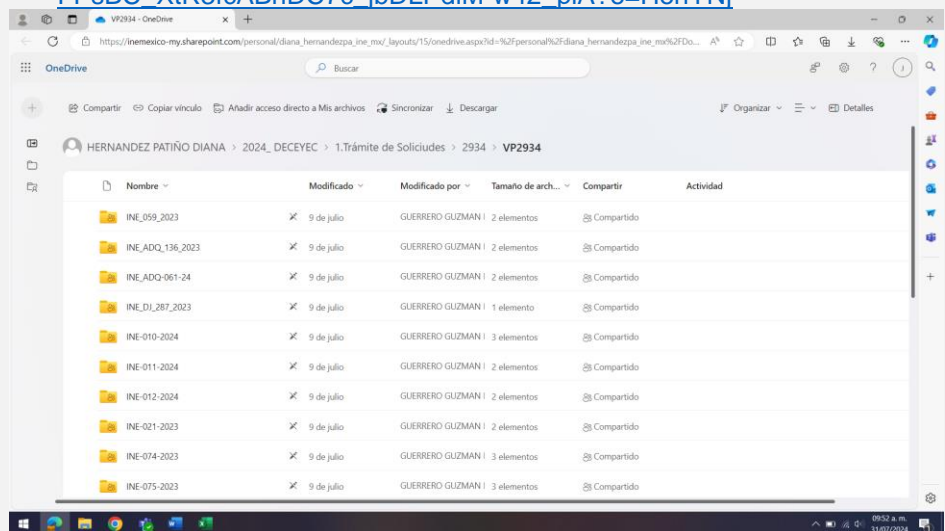 VP2934 - OneDrive
https://inemexico-my.sharepoint.com/personal/diana_hernandezpa_ine_mx/_layouts/15/onedrive.aspx?id=%2Fpersonal%2Fdiana_hernandezpa_ine_mx%2FDo...
OneDrive
Buscar
Compartir Copiar vínculo Añadir acceso directo a Mis archivos Sincronizar Descargar Organizar Detalles
HERNANDEZ PATIÑO DIANA > 2024_ DECEYEC > 1.Trámite de Soliciudes > 2934 > VP2934
Nombre Modificado Modificado por Tamaño de arch... Compartir Actividad
INE_059_2023 9 de julio GUERRERO GUZMAN 2 elementos Compartido
INE_ADQ_136_2023 9 de julio GUERRERO GUZMAN 2 elementos Compartido
INE_ADQ-061-24 9 de julio GUERRERO GUZMAN 2 elementos Compartido
INE_DJ_287_2023 9 de julio GUERRERO GUZMAN 1 elemento Compartido
INE-010-2024 9 de julio GUERRERO GUZMAN 3 elementos Compartido
INE-011-2024 9 de julio GUERRERO GUZMAN 2 elementos Compartido
INE-012-2024 9 de julio GUERRERO GUZMAN 2 elementos Compartido
INE-021-2023 9 de julio GUERRERO GUZMAN 2 elementos Compartido
INE-074-2023 9 de julio GUERRERO GUZMAN 3 elementos Compartido
INE-075-2023 9 de julio GUERRERO GUZMAN 3 elementos Compartido
09:52 a. m.
31/07/2024